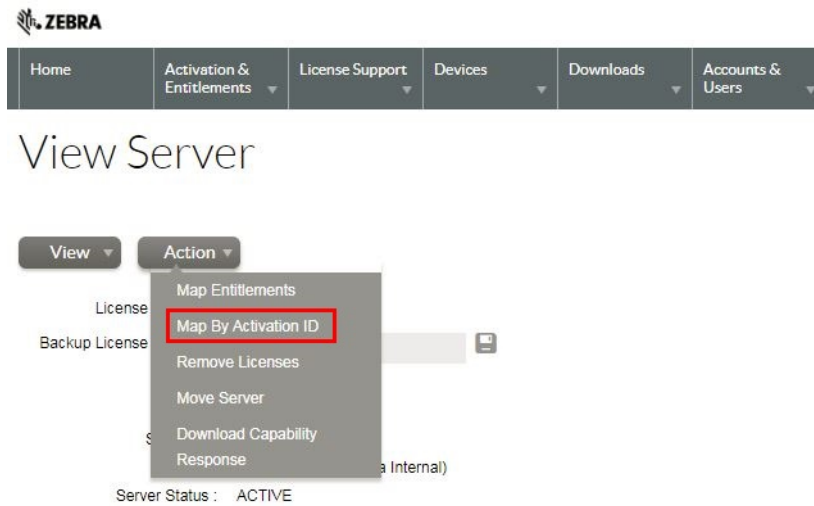 ZEBRA
Home
Activation &
Entitlements
License Support
Devices
Downloads
Accounts &
Users
View Server
View
Action
Map Entitlements
License
Map By Activation ID
Backup License
Remove Licenses
Move Server
Download Capability
Response
a Internal)
Server Status : ACTIVE